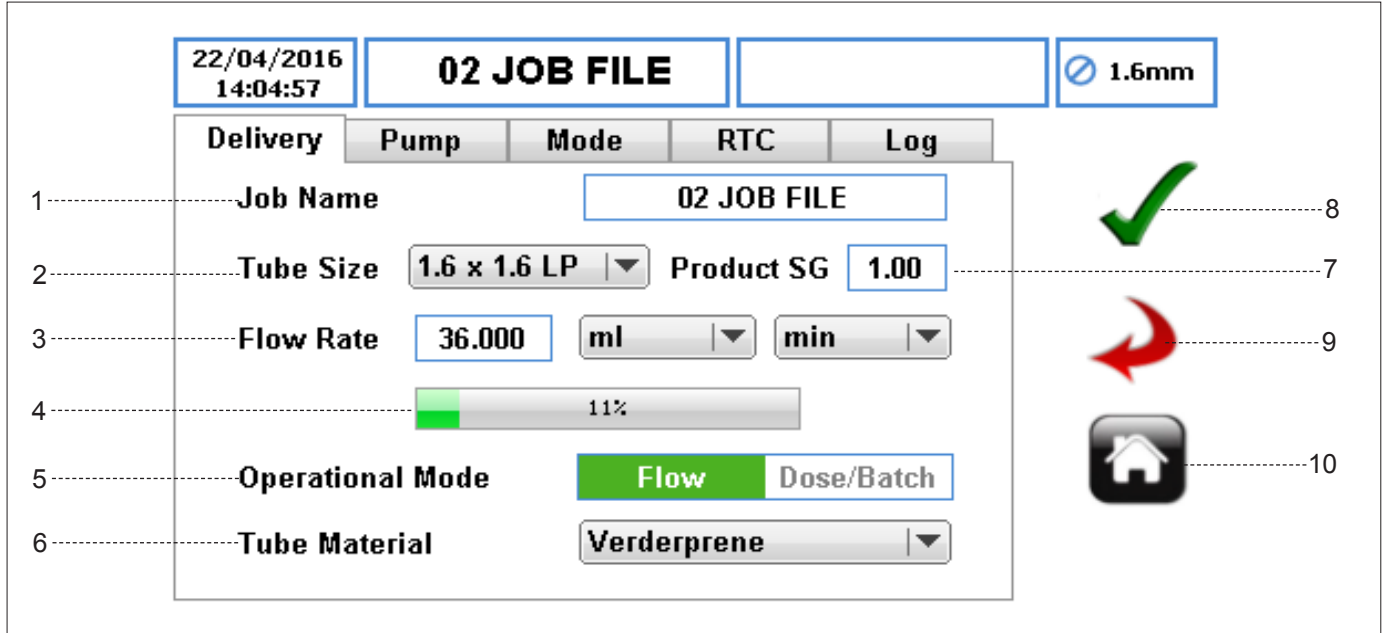 22/04/2016
14:04:57
02 JOB FILE
1.6mm
Delivery Pump Mode RTC Log
1 Job Name 02 JOB FILE 8
2 Tube Size 1.6 x 1.6 LP Product SG 1.00 7
3 Flow Rate 36.000 ml min 9
4 11%
5 Operational Mode Flow Dose/Batch 10
6 Tube Material Verderprene